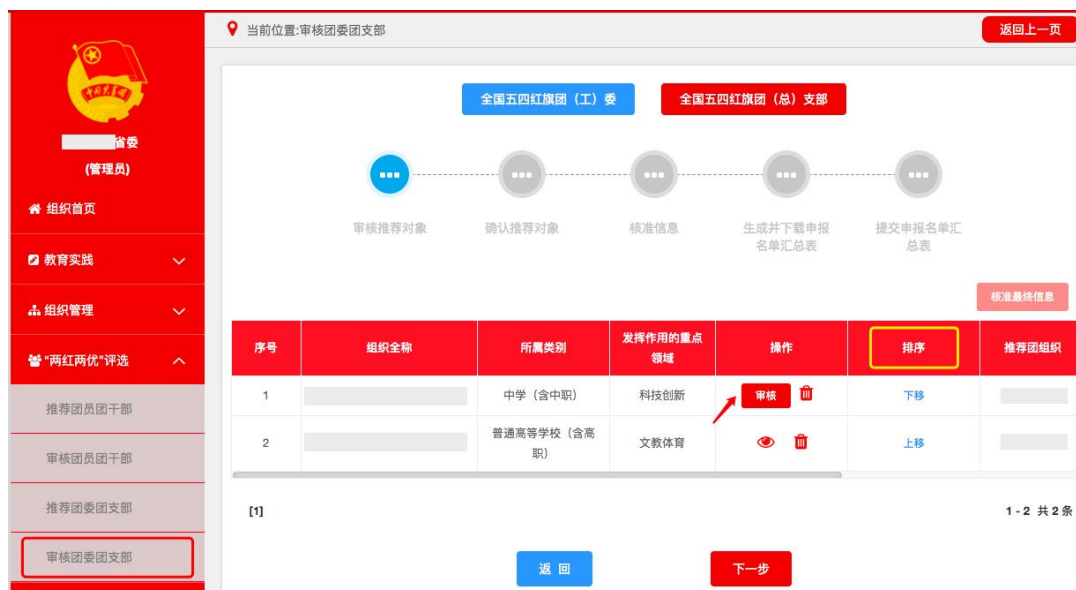 当前位置:审核团委团支部
返回上一页
省委
(管理员)
组织首页
教育实践
组织管理
“两红两优”评选
推荐团员团干部
审核团员团干部
推荐团委团支部
审核团委团支部
全国五四红旗团（工）委
全国五四红旗团（总）支部
审核推荐对象
确认推荐对象
核准信息
生成并下载申报
名单汇总表
提交申报名单汇
总表
核准最终信息
序号
组织全称
所属类别
发挥作用的重点
领域
操作
排序
推荐团组织
1
中学（含中职）
科技创新
审核
下移
2
普通高等学校（含高
职）
文教体育
上移
[1]
1 - 2 共 2 条
返 回
下一步